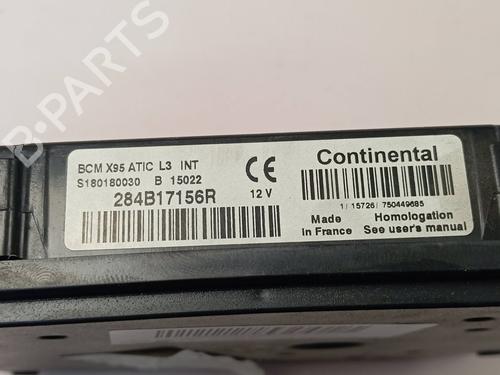 BCM X95 ATIC L3 INT
S180180030 B 15022
284B17156R 12 V
CE
Continental
1/ 15726/ 750449685
Made in France
Homologation See user's manual
B-PARTS